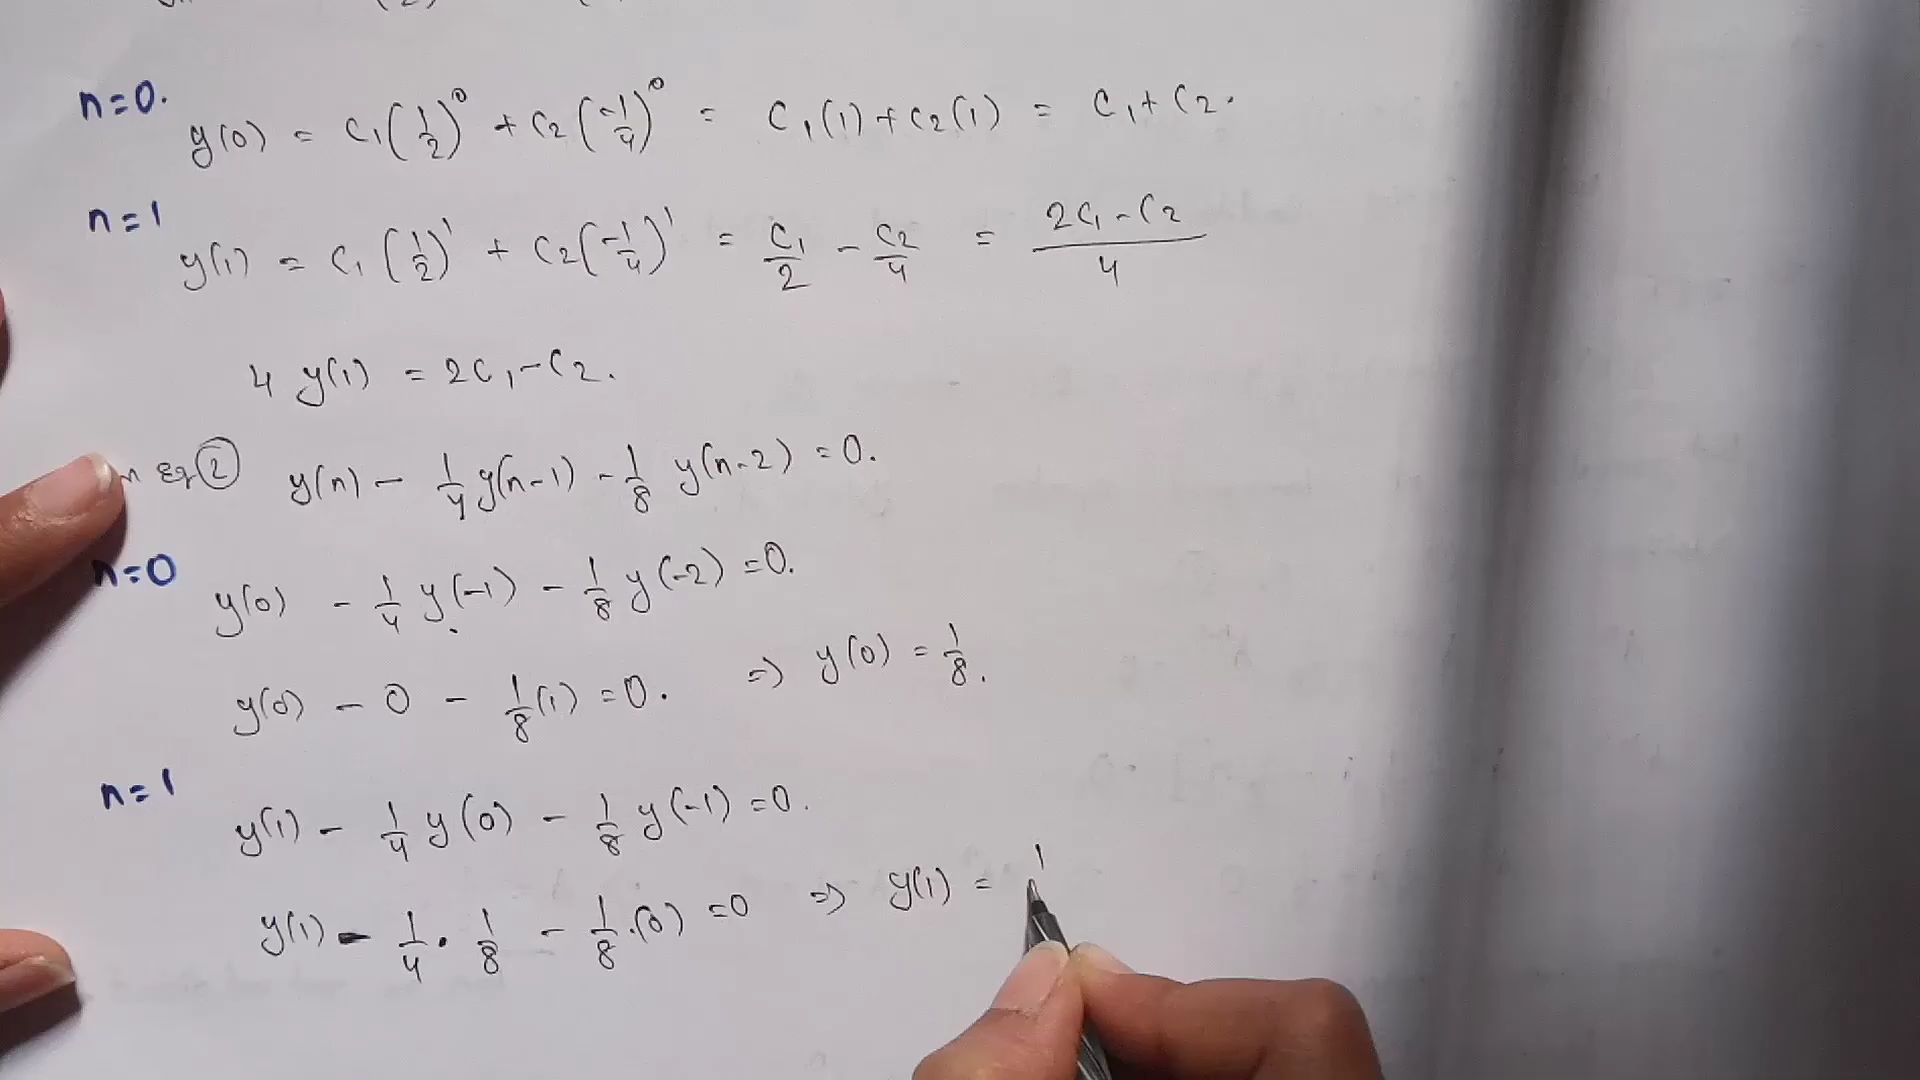 n=0.
y(0) = C₁(1/2)⁰ + C₂(-1/4)⁰ = C₁(1) + C₂(1) = C₁ + C₂.
n=1
y(1) = C₁(1/2)¹ + C₂(-1/4)¹ = C₁/2 - C₂/4 = (2C₁ - C₂)/4
4 y(1) = 2C₁ - C₂.
② y(n) - 1/4 y(n-1) - 1/8 y(n-2) = 0.
n=0
y(0) - 1/4 y(-1) - 1/8 y(-2) = 0.
y(0) - 0 - 1/8(1) = 0. ⇒ y(0) = 1/8.
n=1
y(1) - 1/4 y(0) - 1/8 y(-1) = 0.
y(1) - 1/4 . 1/8 - 1/8 .(0) = 0 ⇒ y(1) = 1